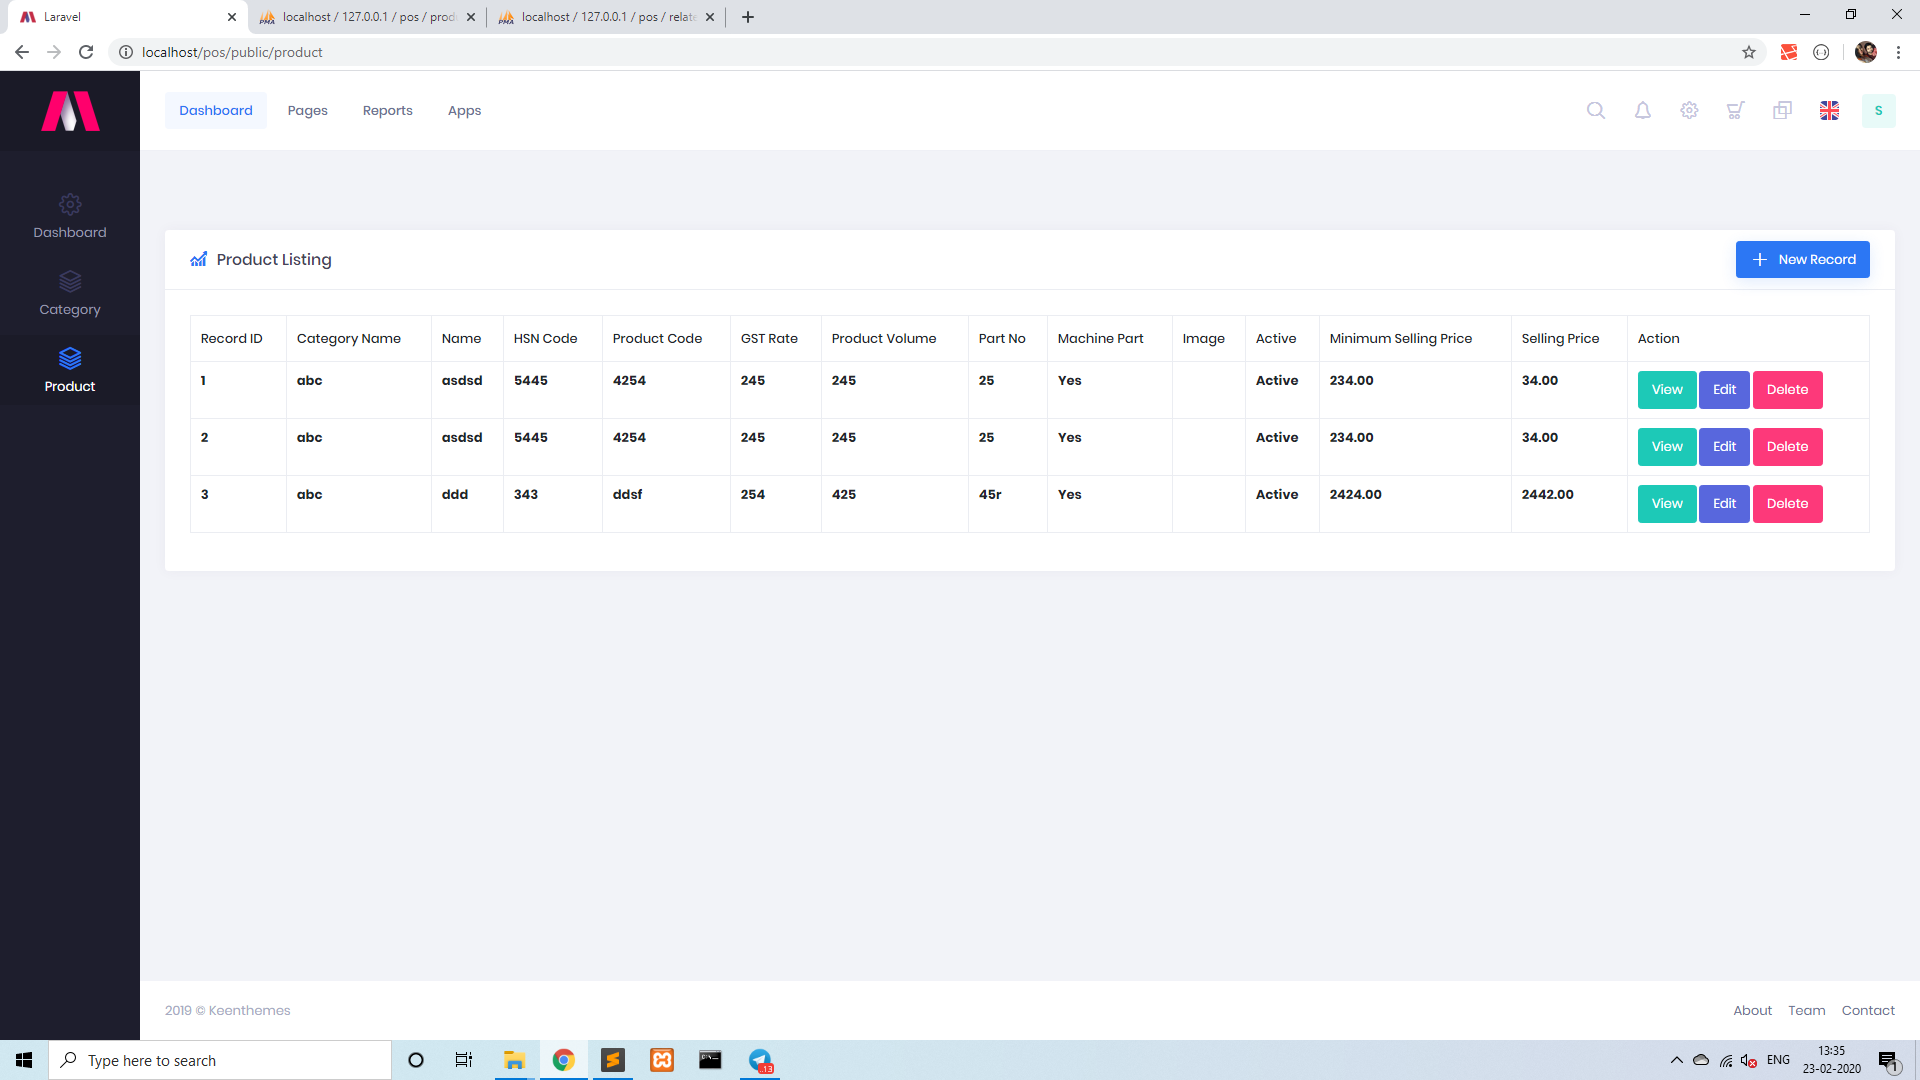 Laravel
localhost / 127.0.0.1 / pos / prod
localhost / 127.0.0.1 / pos / relate
localhost/pos/public/product
Dashboard Pages Reports Apps
S
Dashboard
Category
Product
Product Listing
New Record
Record ID Category Name Name HSN Code Product Code GST Rate Product Volume Part No Machine Part Image Active Minimum Selling Price Selling Price Action
1 abc asdsd 5445 4254 245 245 25 Yes Active 234.00 34.00 View Edit Delete
2 abc asdsd 5445 4254 245 245 25 Yes Active 234.00 34.00 View Edit Delete
3 abc ddd 343 ddsf 254 425 45r Yes Active 2424.00 2442.00 View Edit Delete
2019 © Keenthemes
About Team Contact
Type here to search
..13
ENG
13:35
23-02-2020
1